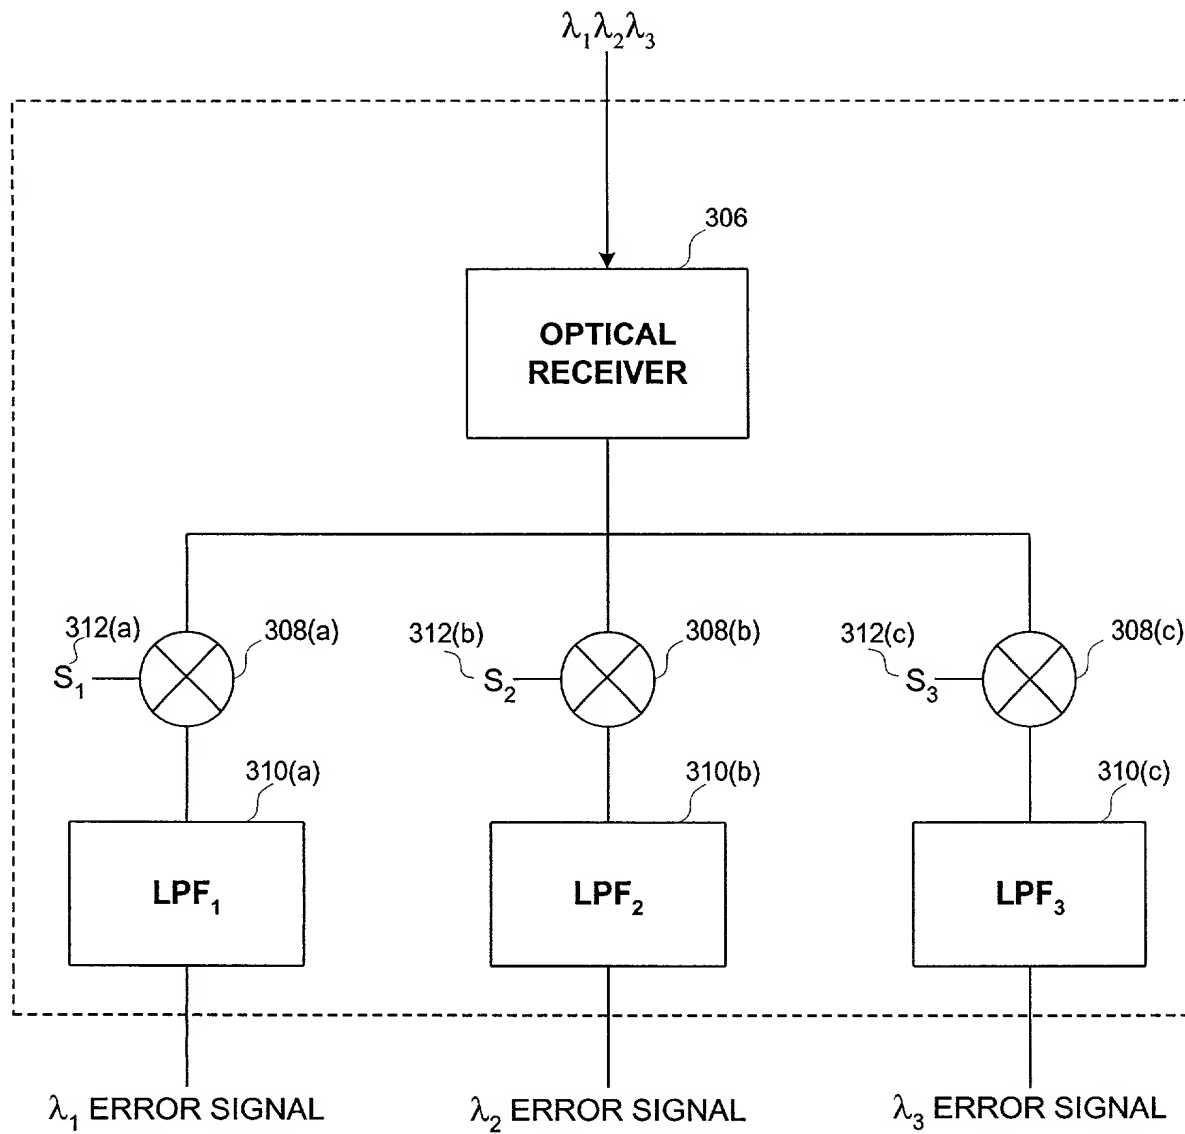 λ₁λ₂λ₃
306
OPTICAL
RECEIVER
312(a)
308(a)
312(b)
308(b)
312(c)
308(c)
S₁
S₂
S₃
310(a)
310(b)
310(c)
LPF₁
LPF₂
LPF₃
λ₁ ERROR SIGNAL
λ₂ ERROR SIGNAL
λ₃ ERROR SIGNAL